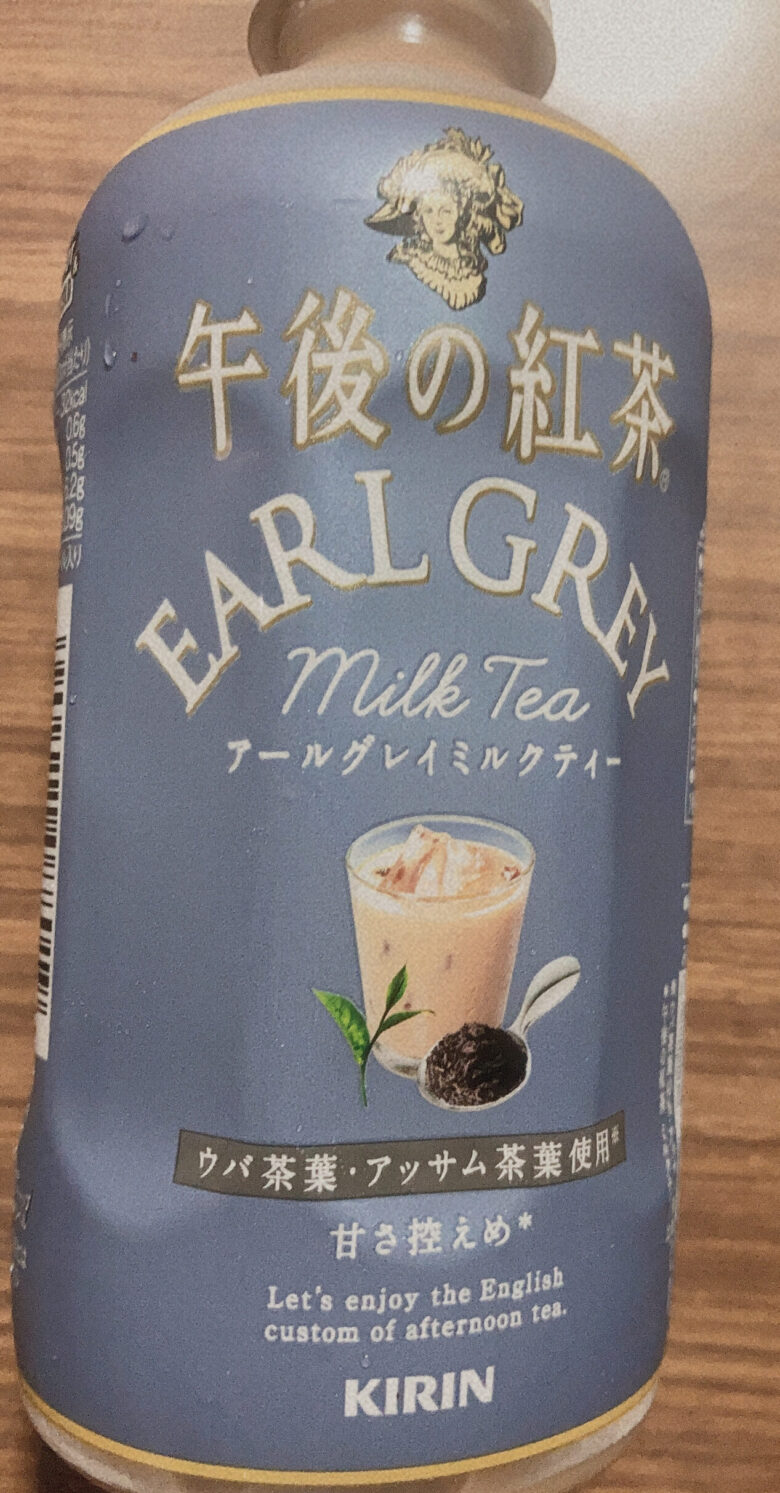 午後の紅茶®
EARL GREY
Milk Tea
アールグレイミルクティー
ウバ茶葉・アッサム茶葉使用※
甘さ控えめ*
Let's enjoy the English
custom of afternoon tea.
KIRIN
0.6g